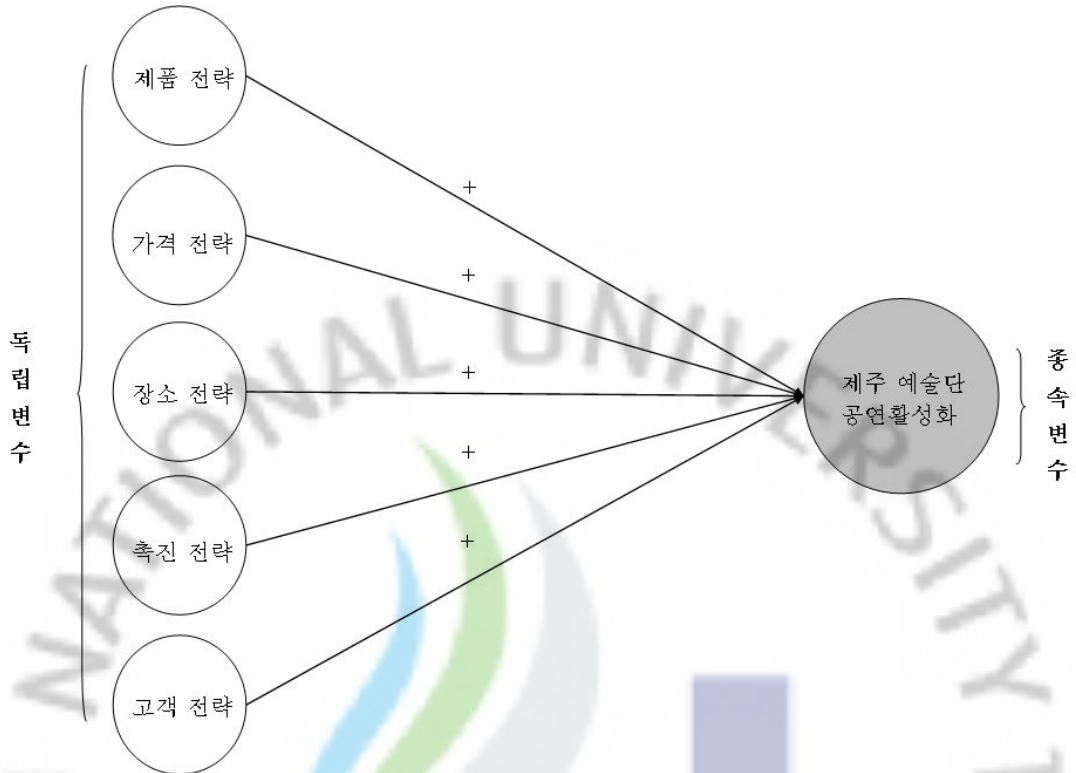 제품 전략
+
가격 전략
+
독립변수
장소 전략
+
제주 예술단
공연활성화
종속변수
+
촉진 전략
+
고객 전략
NATIONAL UNIVERSITY